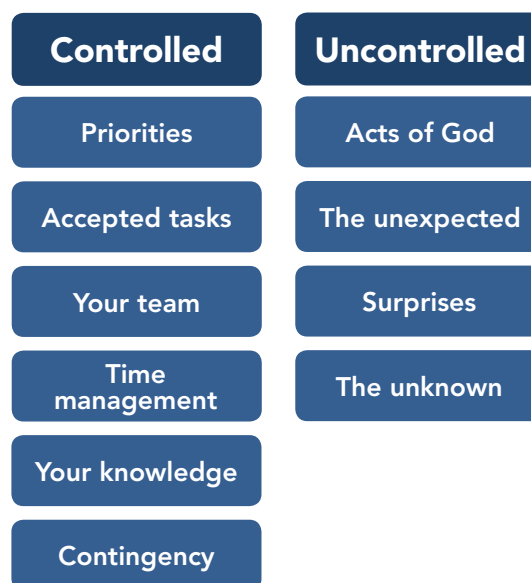 Controlled
Priorities
Accepted tasks
Your team
Time
management
Your knowledge
Contingency
Uncontrolled
Acts of God
The unexpected
Surprises
The unknown